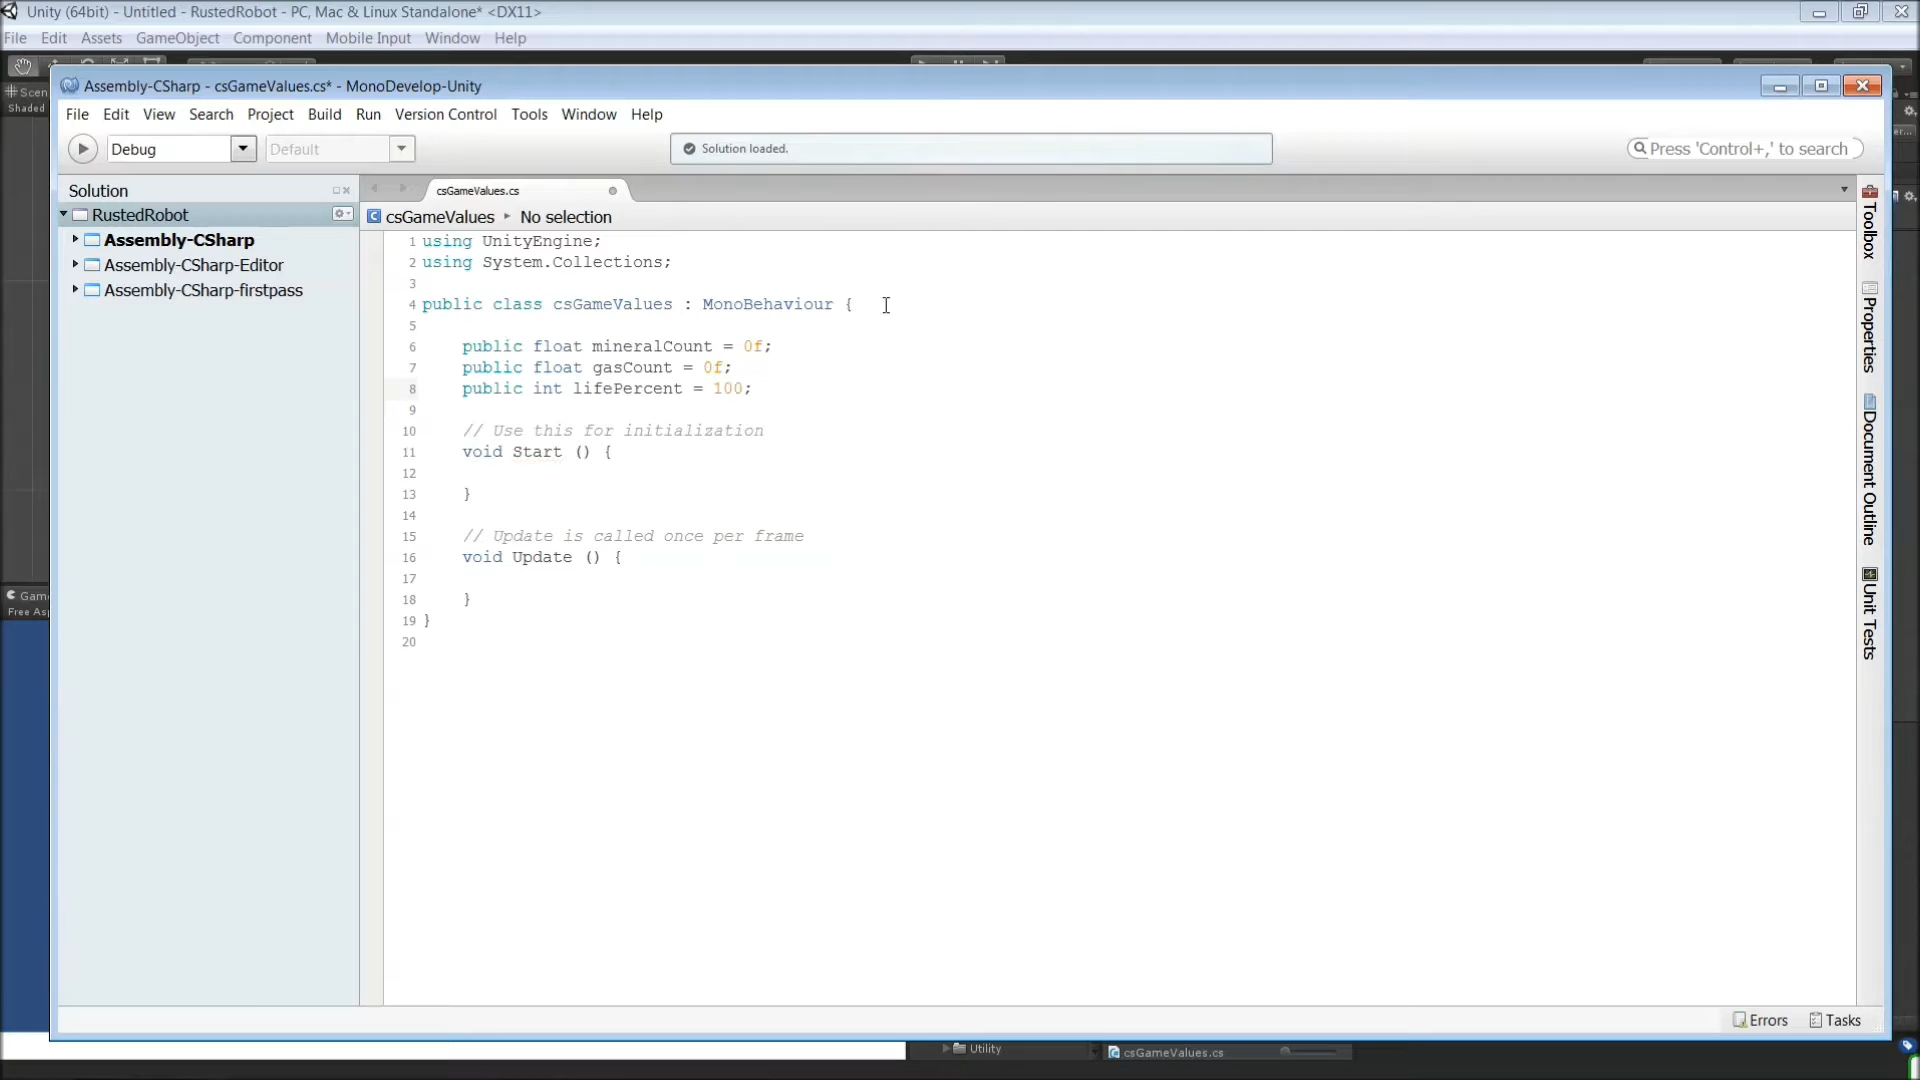 Unity (64bit) - Untitled - RustedRobot - PC, Mac & Linux Standalone* <DX11>
File Edit Assets GameObject Component Mobile Input Window Help
Scen
Shaded
Assembly-CSharp - csGameValues.cs* - MonoDevelop-Unity
File Edit View Search Project Build Run Version Control Tools Window Help
Debug Default Solution loaded. Press 'Control+,' to search
Solution
RustedRobot
Assembly-CSharp
Assembly-CSharp-Editor
Assembly-CSharp-firstpass
csGameValues.cs
csGameValues No selection
1 using UnityEngine;
2 using System.Collections;
3
4 public class csGameValues : MonoBehaviour {
5
6 public float mineralCount = 0f;
7 public float gasCount = 0f;
8 public int lifePercent = 100;
9
10 // Use this for initialization
11 void Start () {
12
13 }
14
15 // Update is called once per frame
16 void Update () {
17
18 }
19 }
20
Toolbox
Properties
Document Outline
Unit Tests
Gam
Free As
Errors Tasks
Utility
csGameValues.cs